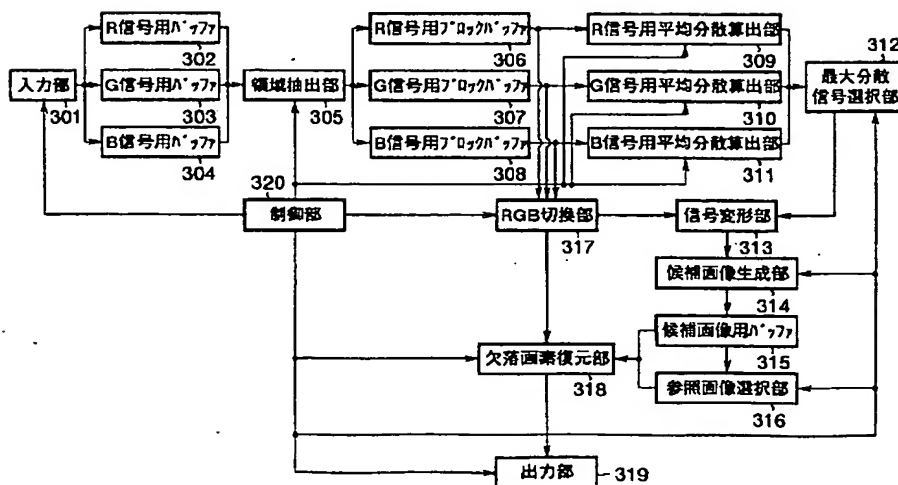 R信号用バッファ
302
入力部
301
G信号用バッファ
303
B信号用バッファ
304
領域抽出部
305
R信号用ブロックバッファ
306
G信号用ブロックバッファ
307
B信号用ブロックバッファ
308
R信号用平均分散算出部
309
G信号用平均分散算出部
310
B信号用平均分散算出部
311
312
最大分散
信号選択部
320
制御部
RGB切換部
317
信号変形部
313
候補画像生成部
314
候補画像用バッファ
315
欠落画素復元部
318
参照画像選択部
316
出力部
319